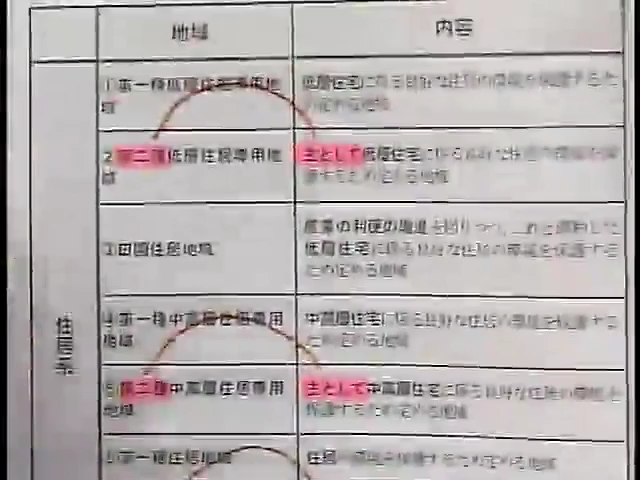 地域 内容
①第一種低層住居専用地
域
低層住宅に係る良好な住居の環境を保護するた
め定める地域
②第二種低層住居専用地
域
主として低層住宅に係る良好な住居の環境を保
護するため定める地域
③田園住居地域
農業の利便の増進を図りつつ、これと調和した
低層住宅に係る良好な住居の環境を保護する
ため定める地域
住居系
④第一種中高層住居専用
地域
中高層住宅に係る良好な住居の環境を保護する
ため定める地域
⑤第二種中高層住居専用
地域
主として中高層住宅に係る良好な住居の環境を
保護するため定める地域
⑥第一種住居地域
住居の環境を保護するため定める地域